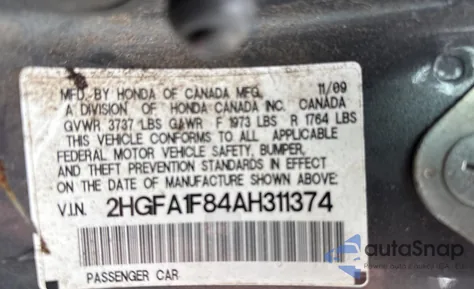 MFD. BY HONDA OF CANADA MFG. 11/09
A DIVISION OF HONDA CANADA INC. CANADA
GVWR 3737 LBS GAWR F 1973 LBS R 1764 LBS
THIS VEHICLE CONFORMS TO ALL APPLICABLE
FEDERAL MOTOR VEHICLE SAFETY, BUMPER,
AND THEFT PREVENTION STANDARDS IN EFFECT
ON THE DATE OF MANUFACTURE SHOWN ABOVE.
V.I.N. 2HGFA1F84AH311374
PASSENGER CAR
autaSnap